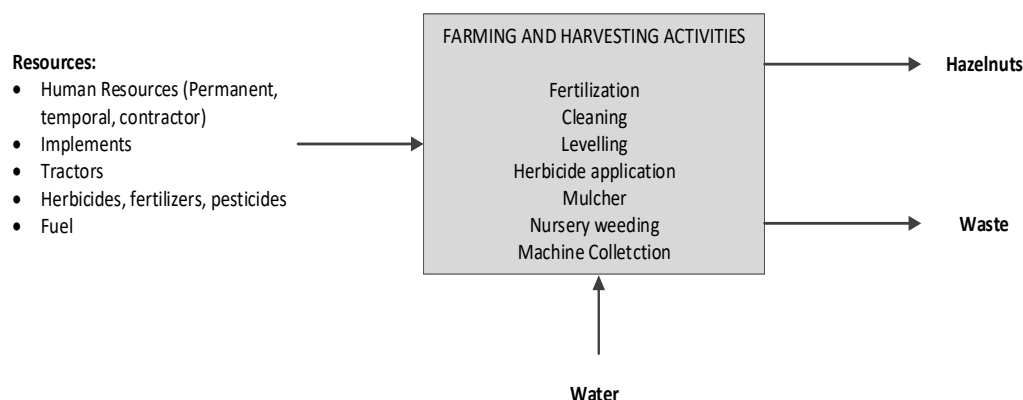 Resources:
• Human Resources (Permanent,
temporal, contractor)
• Implements
• Tractors
• Herbicides, fertilizers, pesticides
• Fuel
FARMING AND HARVESTING ACTIVITIES
Fertilization
Cleaning
Levelling
Herbicide application
Mulcher
Nursery weeding
Machine Colletction
Hazelnuts
Waste
Water